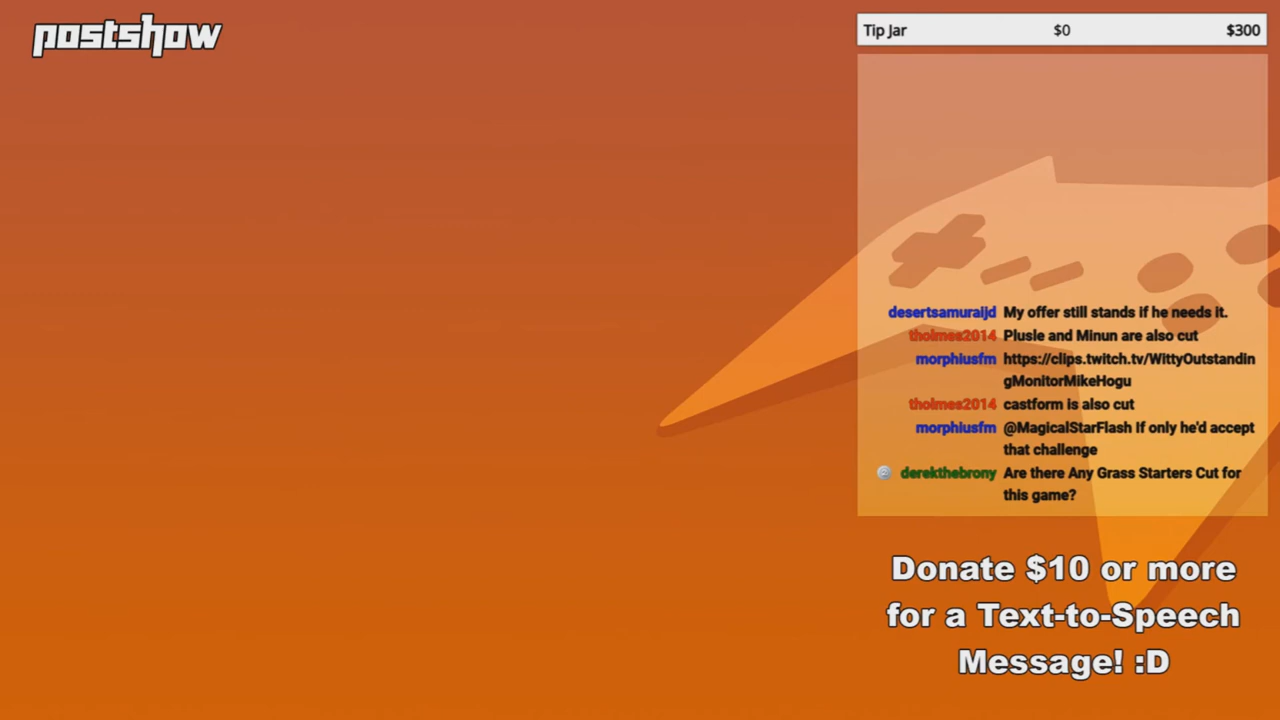 postshow
Tip Jar $0 $300
desertsamuraijd My offer still stands if he needs it.
tholmes2014 Plusle and Minun are also cut
morphiusfm https://clips.twitch.tv/WittyOutstandin
gMonitorMikeHogu
tholmes2014 castform is also cut
morphiusfm @MagicalStarFlash If only he'd accept
that challenge
derekthebrony Are there Any Grass Starters Cut for
this game?
Donate $10 or more
for a Text-to-Speech
Message! :D